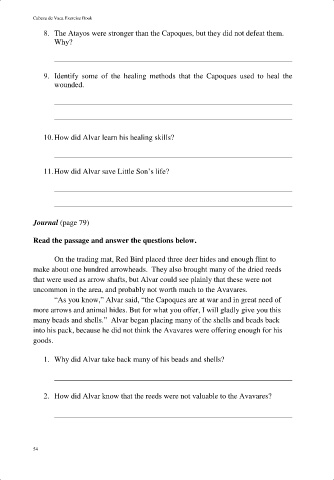 Cabeza de Vaca Exercise Book
8. The Atayos were stronger than the Capoques, but they did not defeat them.
Why?
9. Identify some of the healing methods that the Capoques used to heal the
wounded.
10. How did Alvar learn his healing skills?
11. How did Alvar save Little Son's life?
Journal (page 79)
Read the passage and answer the questions below.
On the trading mat, Red Bird placed three deer hides and enough flint to
make about one hundred arrowheads. They also brought many of the dried reeds
that were used as arrow shafts, but Alvar could see plainly that these were not
uncommon in the area, and probably not worth much to the Avavares.
"As you know," Alvar said, "the Capoques are at war and in great need of
more arrows and animal hides. But for what you offer, I will gladly give you this
many beads and shells." Alvar began placing many of the shells and beads back
into his pack, because he did not think the Avavares were offering enough for his
goods.
1. Why did Alvar take back many of his beads and shells?
2. How did Alvar know that the reeds were not valuable to the Avavares?
54